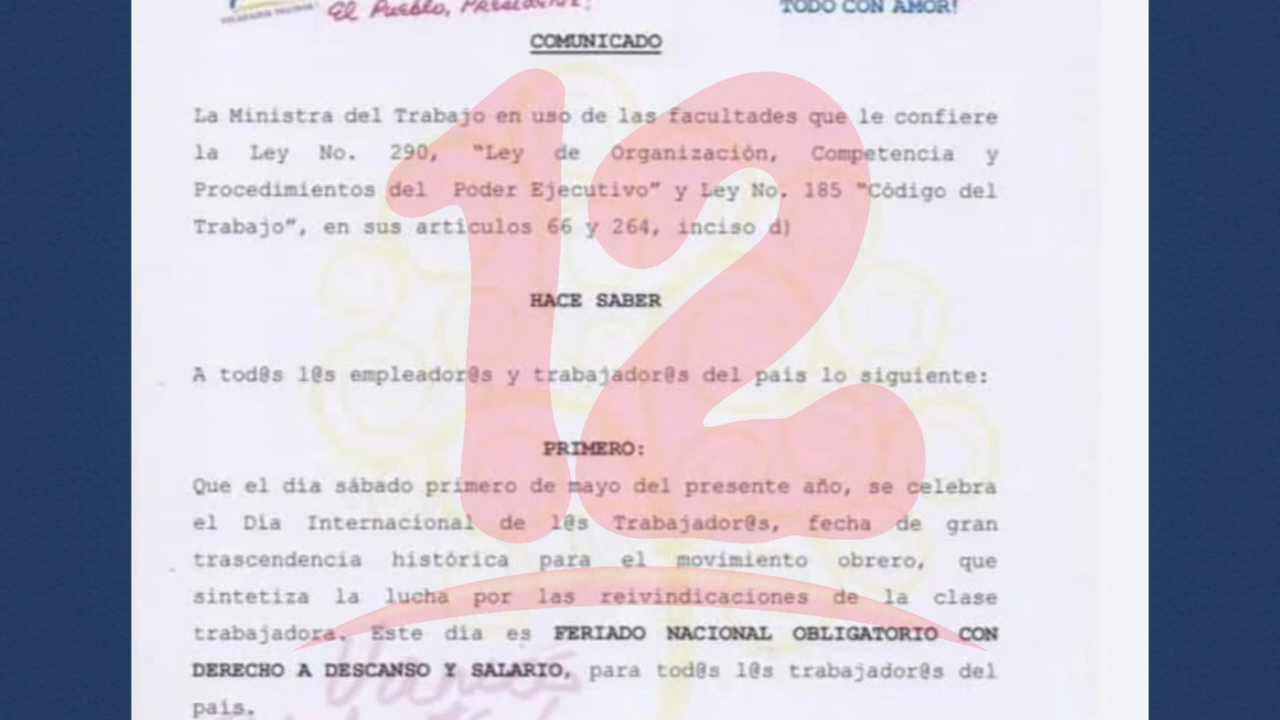 El Pueblo, Presidente!
TODO CON AMOR!
COMUNICADO
La Ministra del Trabajo en uso de las facultades que le confiere
la Ley No. 290, "Ley de Organización, Competencia y
Procedimientos del Poder Ejecutivo" y Ley No. 185 "Código del
Trabajo", en sus artículos 66 y 264, inciso d)
HACE SABER
A tod@s l@s empleador@s y trabajador@s del país lo siguiente:
PRIMERO:
Que el día sábado primero de mayo del presente año, se celebra
el Día Internacional de l@s Trabajador@s, fecha de gran
trascendencia histórica para el movimiento obrero, que
sintetiza la lucha por las reivindicaciones de la clase
trabajadora. Este día es FERIADO NACIONAL OBLIGATORIO CON
DERECHO A DESCANSO Y SALARIO, para tod@s l@s trabajador@s del
país.
Vamos
12